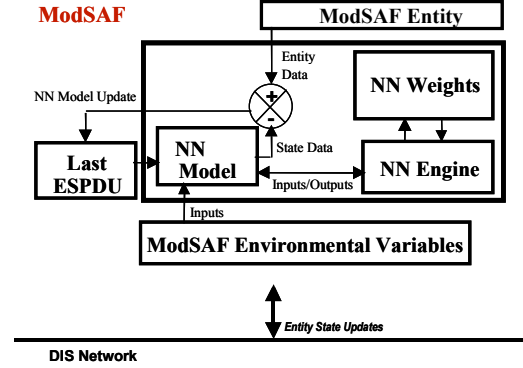 ModSAF
ModSAF Entity
Entity
Data
NN Weights
NN Model Update
+
-
Last
ESPDU
NN
Model
State Data
NN Engine
Inputs/Outputs
Inputs
ModSAF Environmental Variables
Entity State Updates
DIS Network